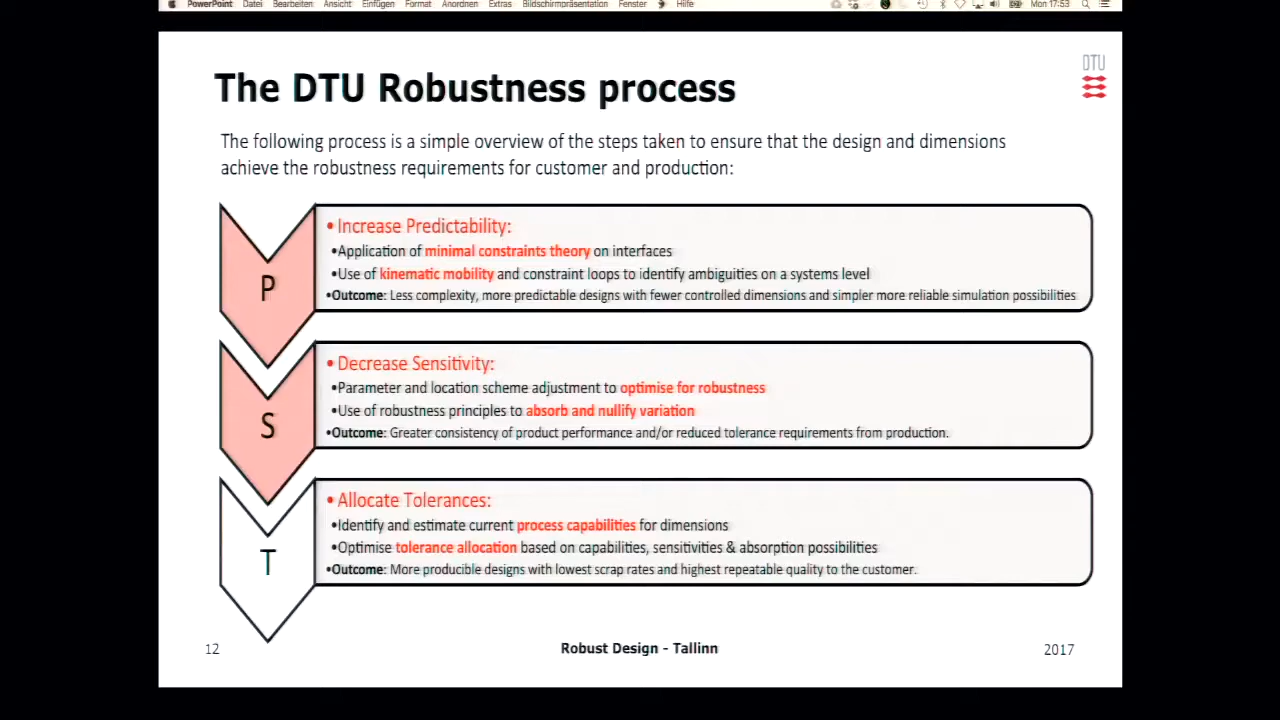 PowerPoint Datei Bearbeiten Ansicht Einfügen Format Anordnen Extras Bildschirmpräsentation Fenster Hilfe Mon 17:53
The DTU Robustness process
DTU
The following process is a simple overview of the steps taken to ensure that the design and dimensions
achieve the robustness requirements for customer and production:
P
• Increase Predictability:
•Application of minimal constraints theory on interfaces
•Use of kinematic mobility and constraint loops to identify ambiguities on a systems level
•Outcome: Less complexity, more predictable designs with fewer controlled dimensions and simpler more reliable simulation possibilities
S
• Decrease Sensitivity:
•Parameter and location scheme adjustment to optimise for robustness
•Use of robustness principles to absorb and nullify variation
•Outcome: Greater consistency of product performance and/or reduced tolerance requirements from production.
T
• Allocate Tolerances:
•Identify and estimate current process capabilities for dimensions
•Optimise tolerance allocation based on capabilities, sensitivities & absorption possibilities
•Outcome: More producible designs with lowest scrap rates and highest repeatable quality to the customer.
12 Robust Design - Tallinn 2017